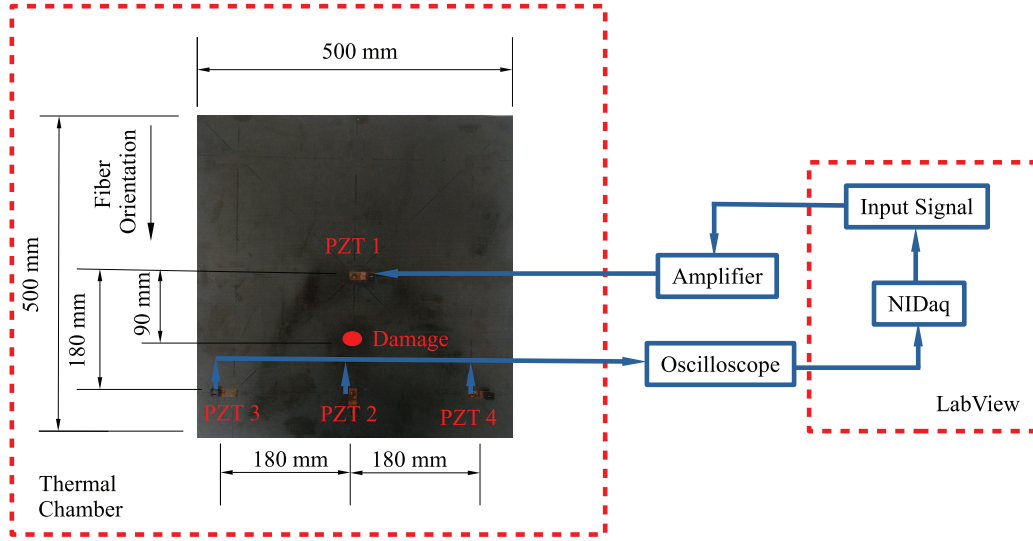 500 mm
Fiber
Orientation
500 mm
180 mm
90 mm
PZT 1
Damage
PZT 3
PZT 2
PZT 4
180 mm
180 mm
Thermal
Chamber
Amplifier
Oscilloscope
Input Signal
NIDaq
LabView